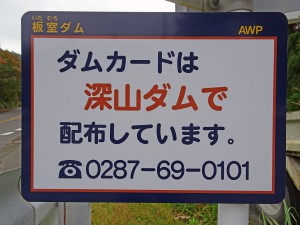 いた むろ
板室ダム AWP
ダムカードは
深山ダムで
配布しています。
☎0287-69-0101